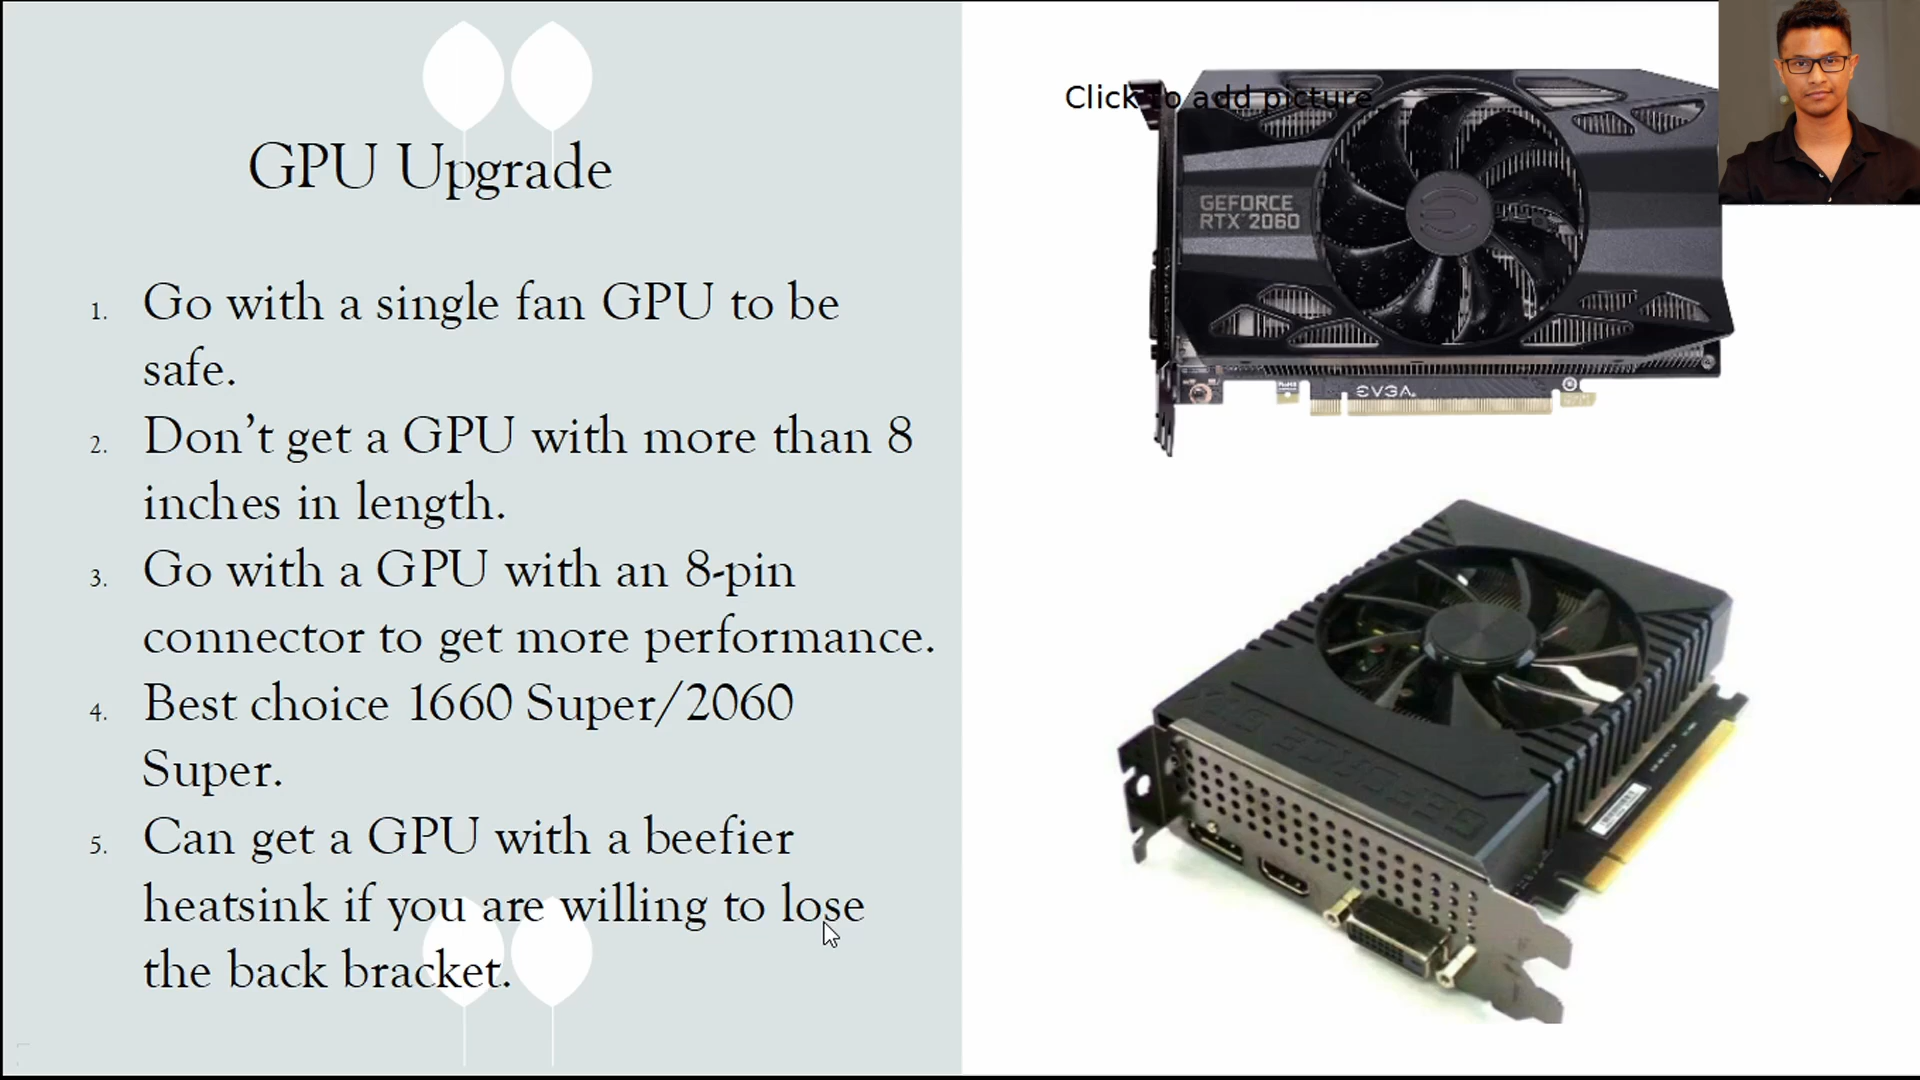 GPU Upgrade
1. Go with a single fan GPU to be
safe.
2. Don't get a GPU with more than 8
inches in length.
3. Go with a GPU with an 8-pin
connector to get more performance.
4. Best choice 1660 Super/2060
Super.
5. Can get a GPU with a beefier
heatsink if you are willing to lose
the back bracket.
Click to add picture
GEFORCE
RTX 2060
EVGA
GEFORCE GTX